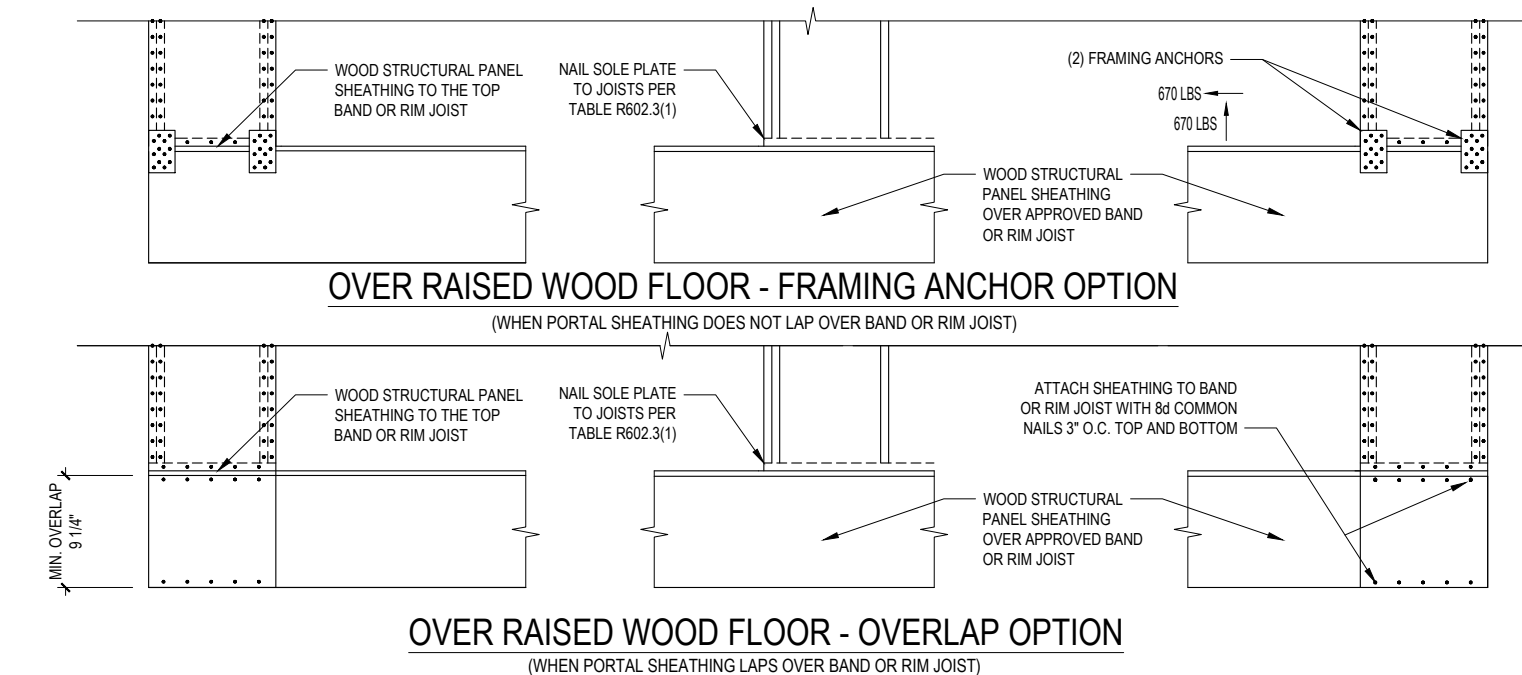 WOOD STRUCTURAL PANEL
SHEATHING TO THE TOP
BAND OR RIM JOIST
NAIL SOLE PLATE
TO JOISTS PER
TABLE R602.3(1)
(2) FRAMING ANCHORS
670 LBS
670 LBS
WOOD STRUCTURAL
PANEL SHEATHING
OVER APPROVED BAND
OR RIM JOIST
OVER RAISED WOOD FLOOR - FRAMING ANCHOR OPTION
(WHEN PORTAL SHEATHING DOES NOT LAP OVER BAND OR RIM JOIST)
WOOD STRUCTURAL PANEL
SHEATHING TO THE TOP
BAND OR RIM JOIST
NAIL SOLE PLATE
TO JOISTS PER
TABLE R602.3(1)
ATTACH SHEATHING TO BAND
OR RIM JOIST WITH 8d COMMON
NAILS 3" O.C. TOP AND BOTTOM
MIN. OVERLAP
9 1/4"
WOOD STRUCTURAL
PANEL SHEATHING
OVER APPROVED BAND
OR RIM JOIST
OVER RAISED WOOD FLOOR - OVERLAP OPTION
(WHEN PORTAL SHEATHING LAPS OVER BAND OR RIM JOIST)